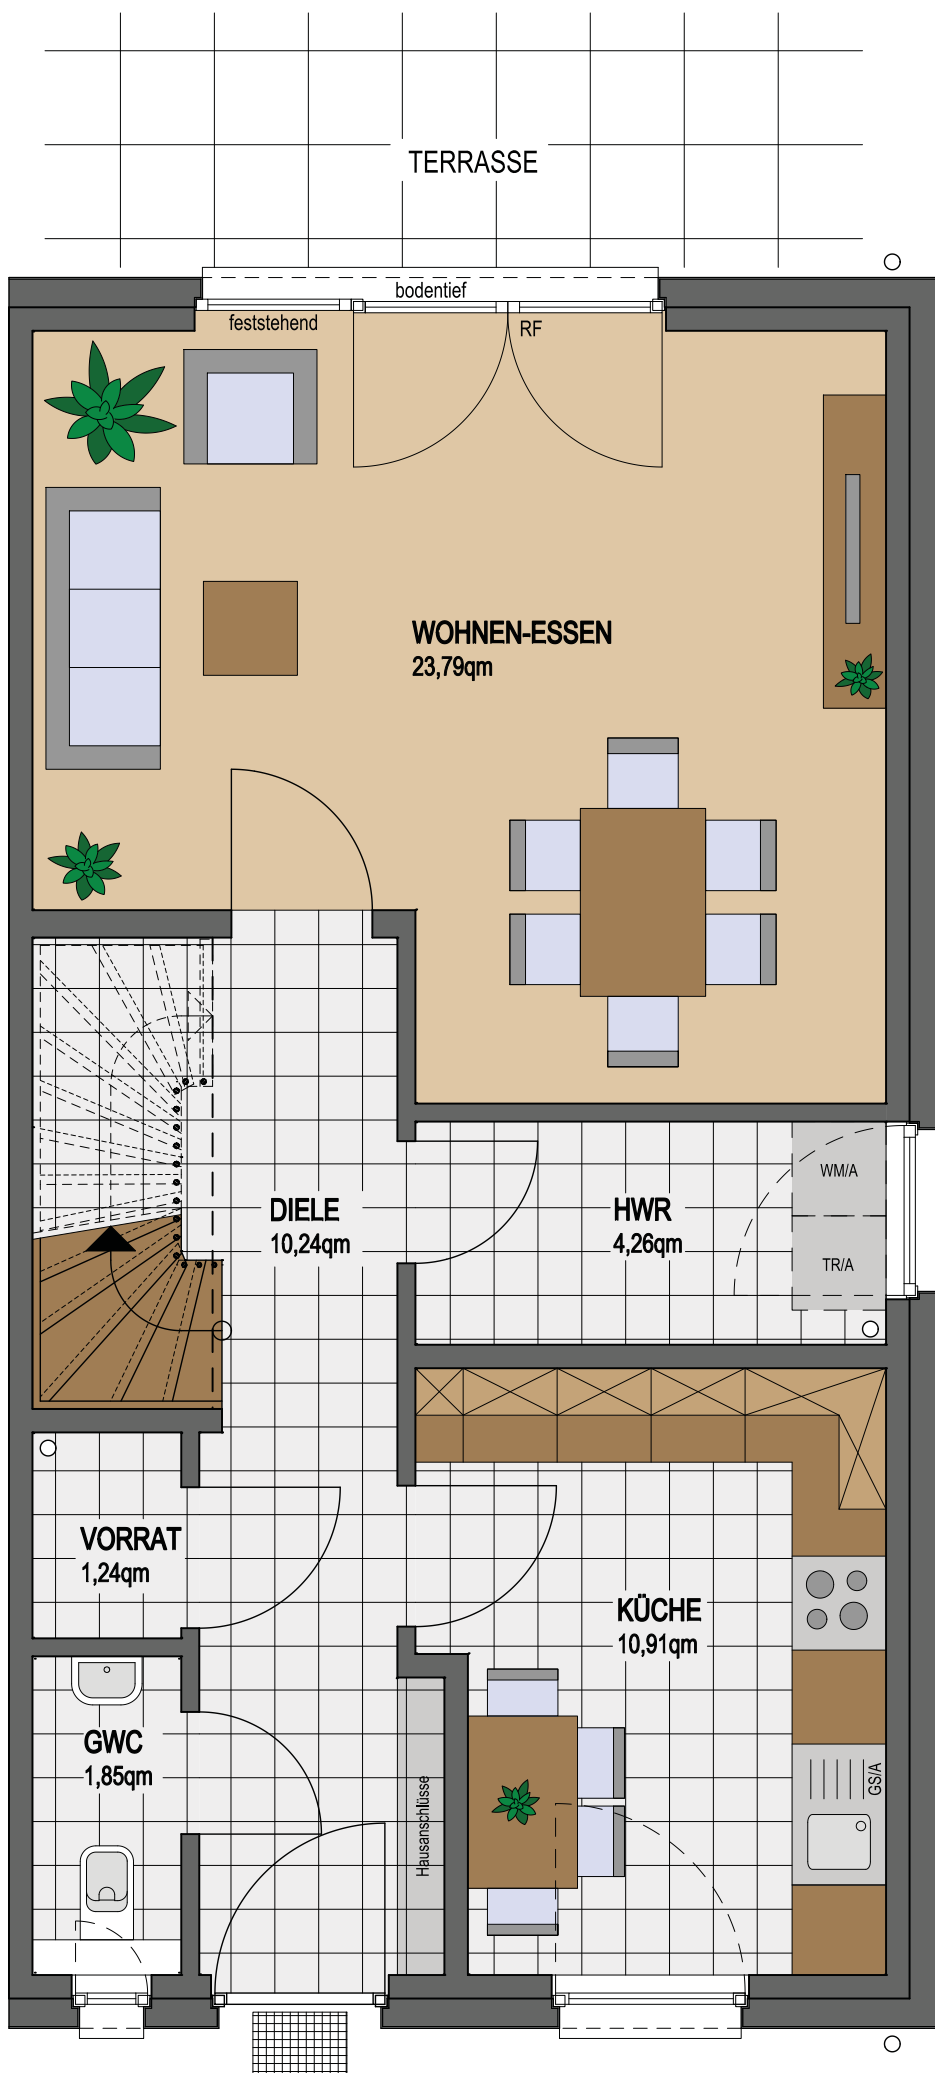 TERRASSE
bodentief
feststehend
RF
WOHNEN-ESSEN
23,79qm
WM/A
DIELE
10,24qm
HWR
4,26qm
TR/A
VORRAT
1,24qm
KÜCHE
10,91qm
GWC
1,85qm
Hausanschlüsse
GS/A